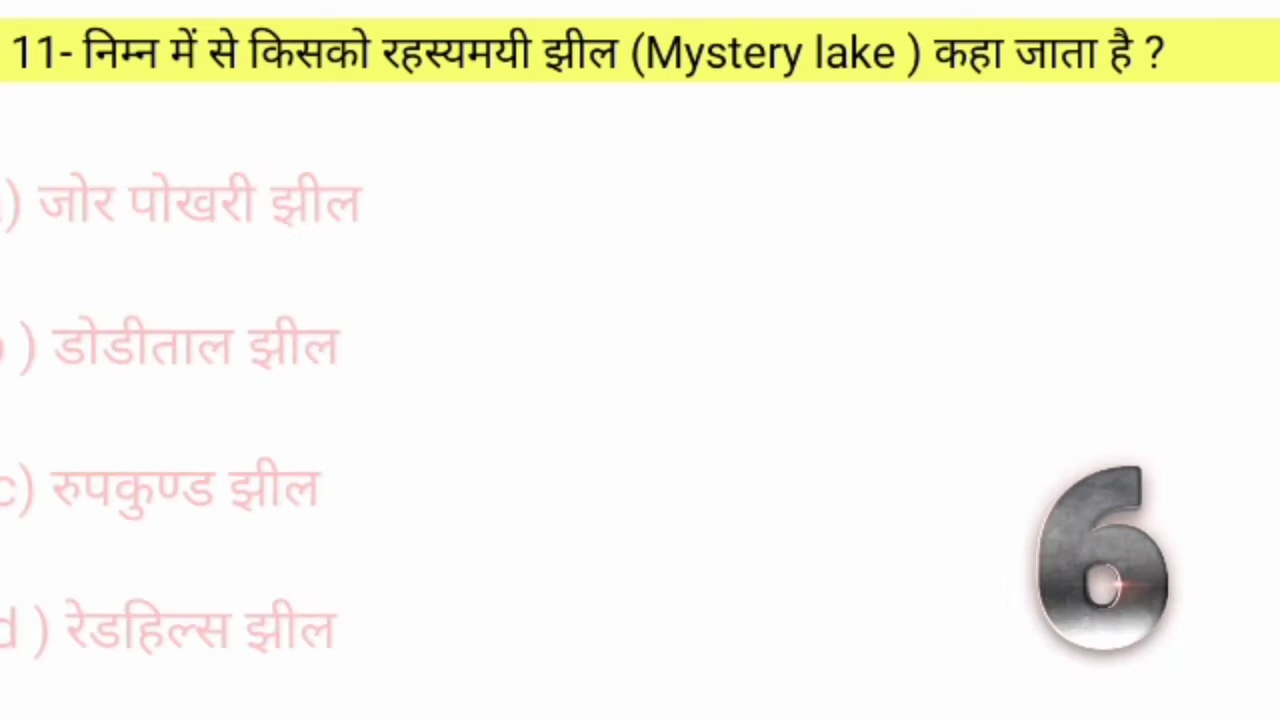 11- निम्न में से किसको रहस्यमयी झील (Mystery lake ) कहा जाता है ?
) जोर पोखरी झील
) डोडीताल झील
c) रुपकुण्ड झील
d ) रेडहिल्स झील
6